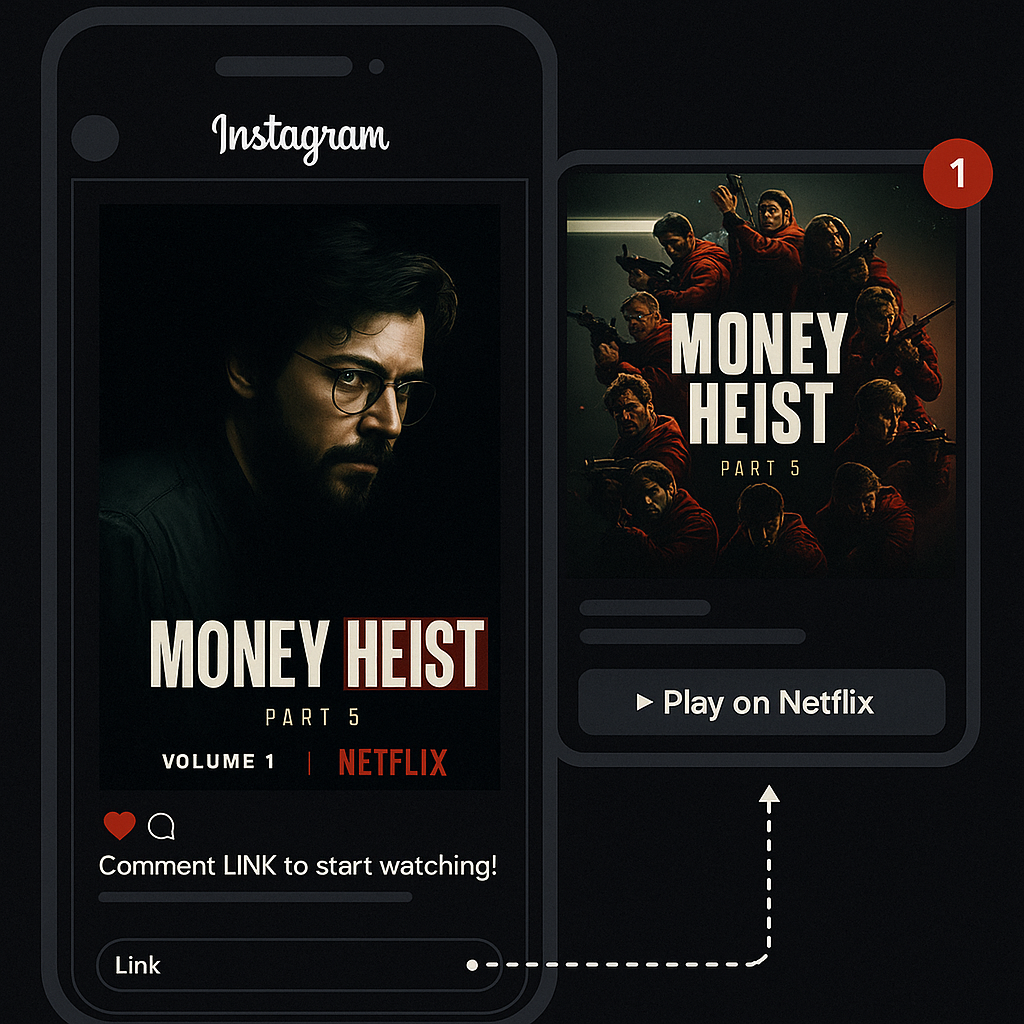 Instagram
MONEY HEIST
PART 5
VOLUME 1 | NETFLIX
Comment LINK to start watching!
Link
1
MONEY
HEIST
PART 5
Play on Netflix